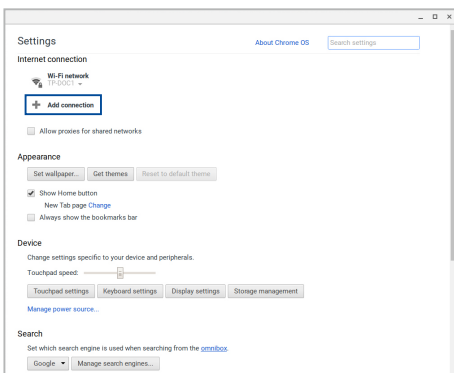 Settings
About Chrome OS
Search settings
Internet connection
Wi-Fi network
TP-DOC1
Add connection
Allow proxies for shared networks
Appearance
Set wallpaper... Get themes Reset to default theme
Show Home button
New Tab page Change
Always show the bookmarks bar
Device
Change settings specific to your device and peripherals.
Touchpad speed:
Touchpad settings Keyboard settings Display settings Storage management
Manage power source...
Search
Set which search engine is used when searching from the omnibox.
Google Manage search engines...